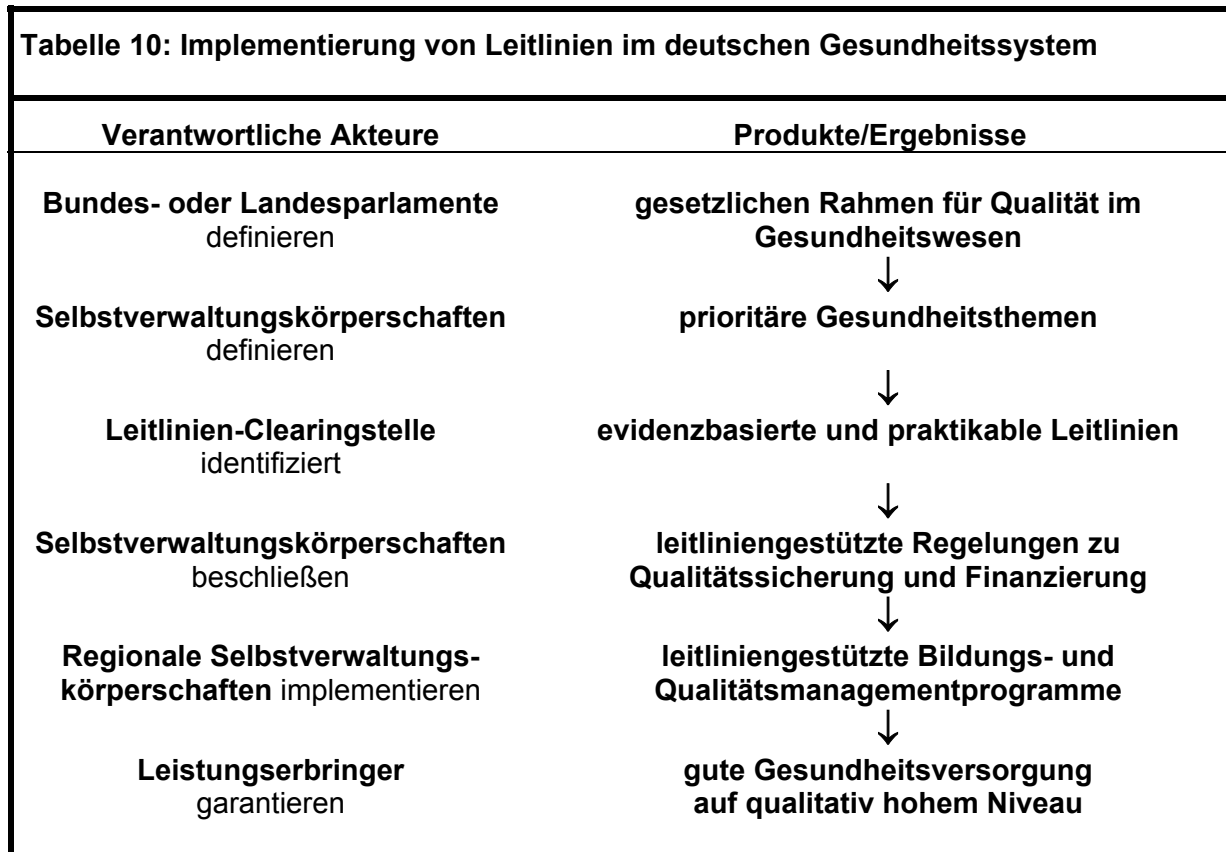 Tabelle 10: Implementierung von Leitlinien im deutschen Gesundheitssystem
Verantwortliche Akteure Produkte/Ergebnisse
Bundes- oder Landesparlamente gesetzlichen Rahmen für Qualität im
definieren Gesundheitswesen
↓
Selbstverwaltungskörperschaften prioritäre Gesundheitsthemen
definieren
↓
Leitlinien-Clearingstelle evidenzbasierte und praktikable Leitlinien
identifiziert
↓
Selbstverwaltungskörperschaften leitliniengestützte Regelungen zu
beschließen Qualitätssicherung und Finanzierung
↓
Regionale Selbstverwaltungs- leitliniengestützte Bildungs- und
körperschaften implementieren Qualitätsmanagementprogramme
↓
Leistungserbringer gute Gesundheitsversorgung
garantieren auf qualitativ hohem Niveau